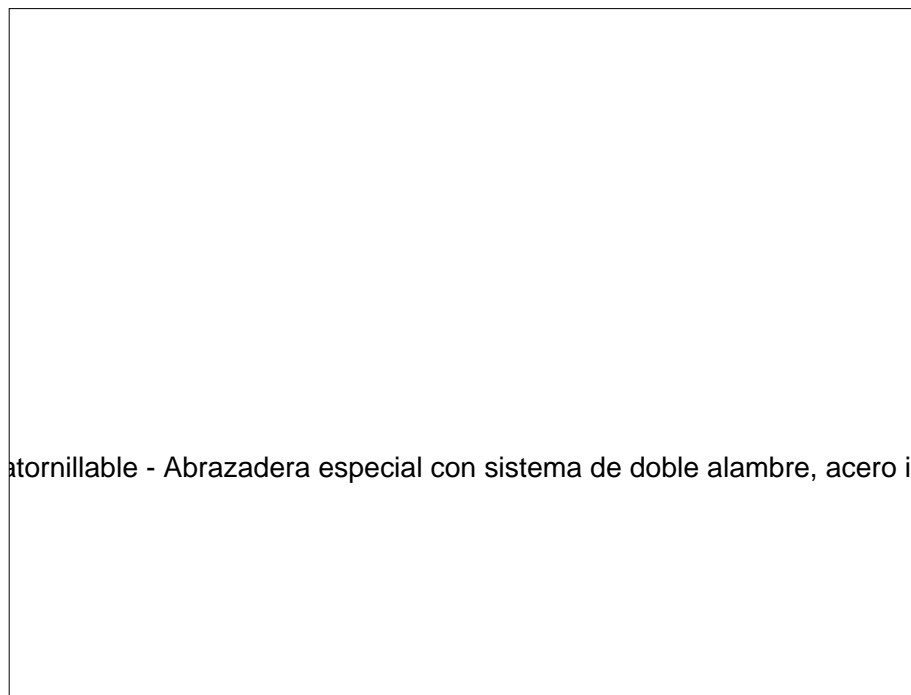 atornillable - Abrazadera especial con sistema de doble alambre, acero i